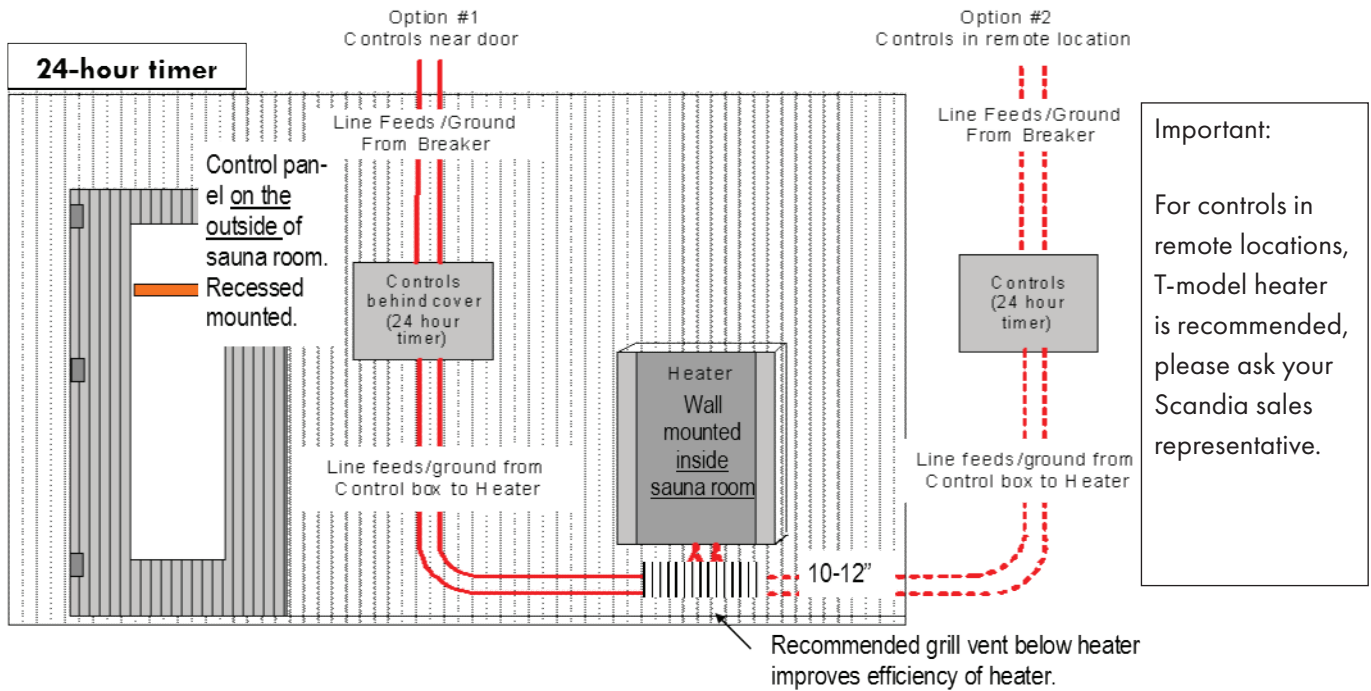 Option #1
Controls near door
Option #2
Controls in remote location
24-hour timer
Line Feeds/Ground
From Breaker
Line Feeds/Ground
From Breaker
Control pan-
el on the
outside of
sauna room.
Recessed
mounted.
Controls
behind cover
(24 hour
timer)
Controls
(24 hour
timer)
Heater
Wall
mounted
inside
sauna room
Line feeds/ground from
Control box to Heater
Line feeds/ground from
Control box to Heater
10-12”
Recommended grill vent below heater
improves efficiency of heater.
Important:
For controls in
remote locations,
T-model heater
is recommended,
please ask your
Scandia sales
representative.